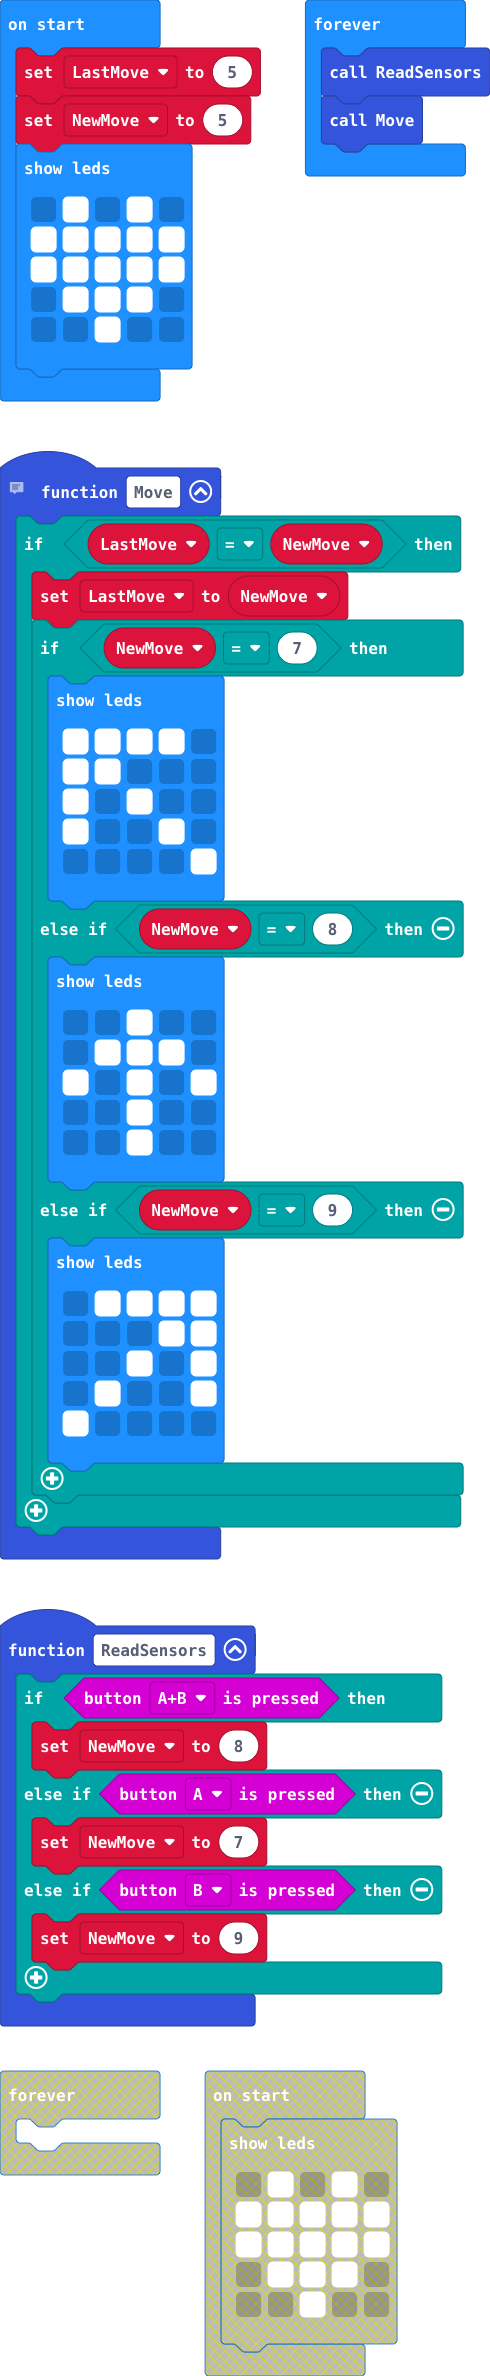 on start
set LastMove to 5
set NewMove to 5
show leds
forever
call ReadSensors
call Move
function Move
if LastMove = NewMove then
set LastMove to NewMove
if NewMove = 7 then
show leds
else if NewMove = 8 then
show leds
else if NewMove = 9 then
show leds
function ReadSensors
if button A+B is pressed then
set NewMove to 8
else if button A is pressed then
set NewMove to 7
else if button B is pressed then
set NewMove to 9
forever
on start
show leds